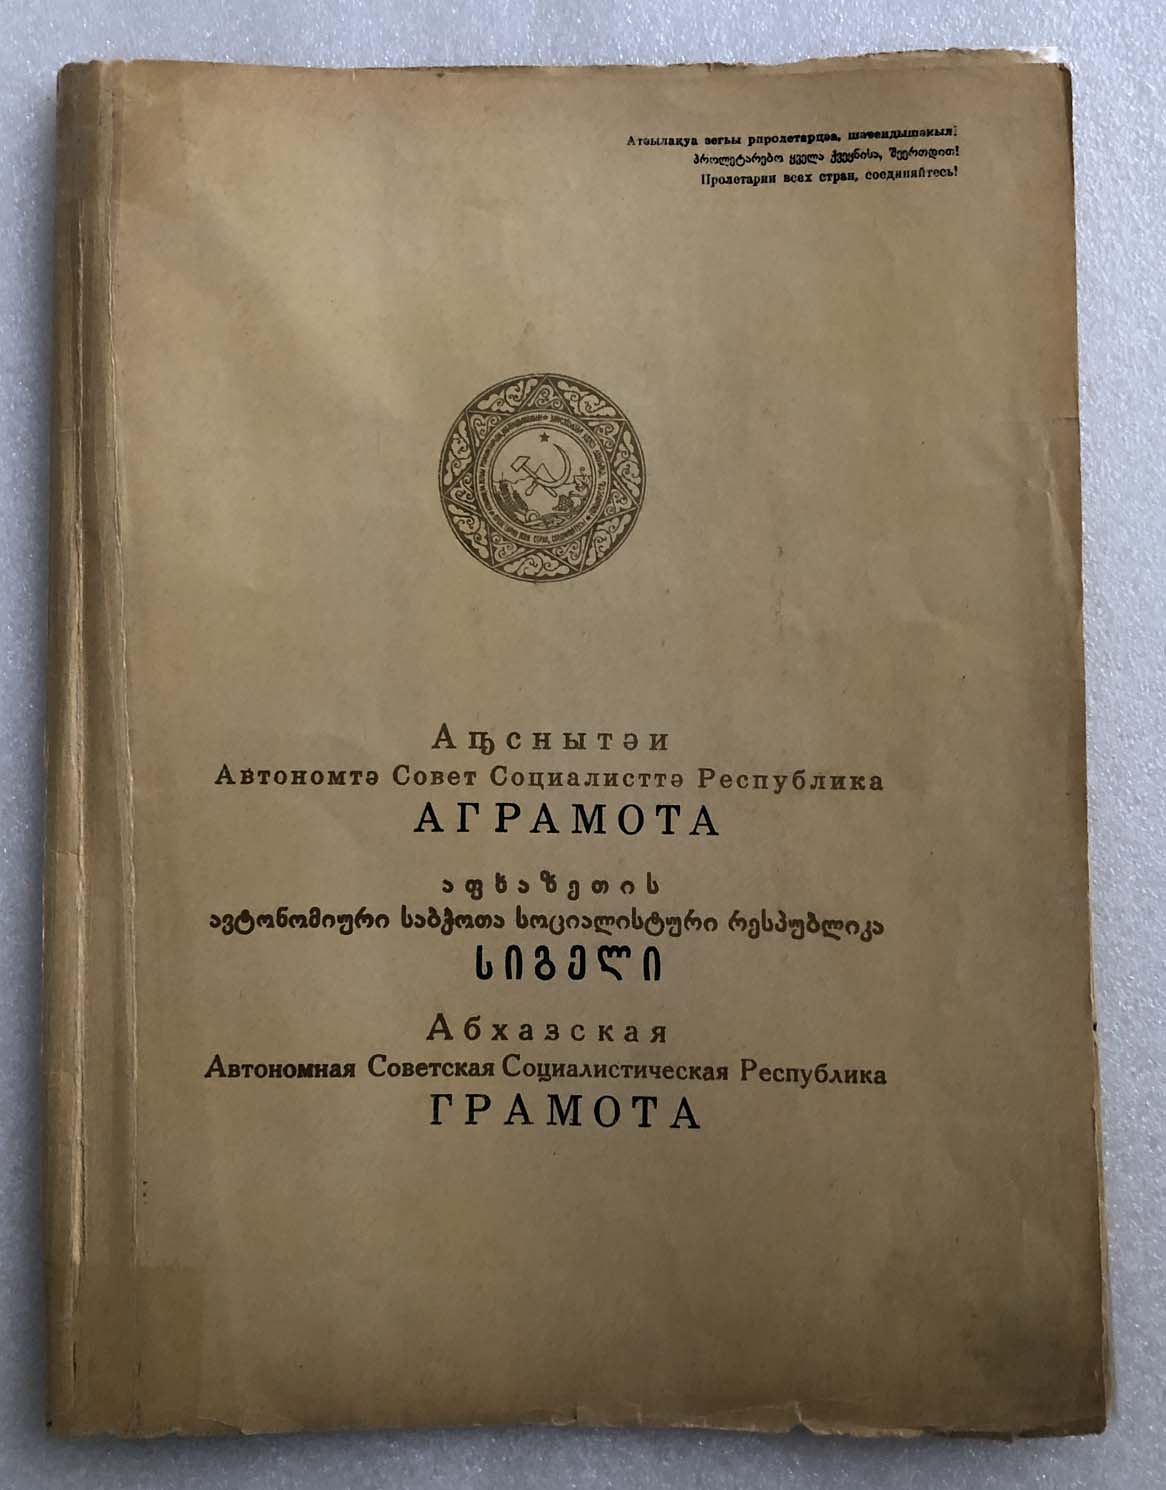 Атәылақуа зегьы рпролетарцәа, шәеидышәкыл!
პროლეტარებო ყველა ქვეყნისა, შეერთდით!
Пролетарии всех стран, соединяйтесь!
Аҧснытәи
Автономтә Совет Социалисттә Республика
АГРАМОТА
აფხაზეთის
ავტონომიური საბჭოთა სოციალისტური რესპუბლიკა
სიგელი
Абхазская
Автономная Советская Социалистическая Республика
ГРАМОТА